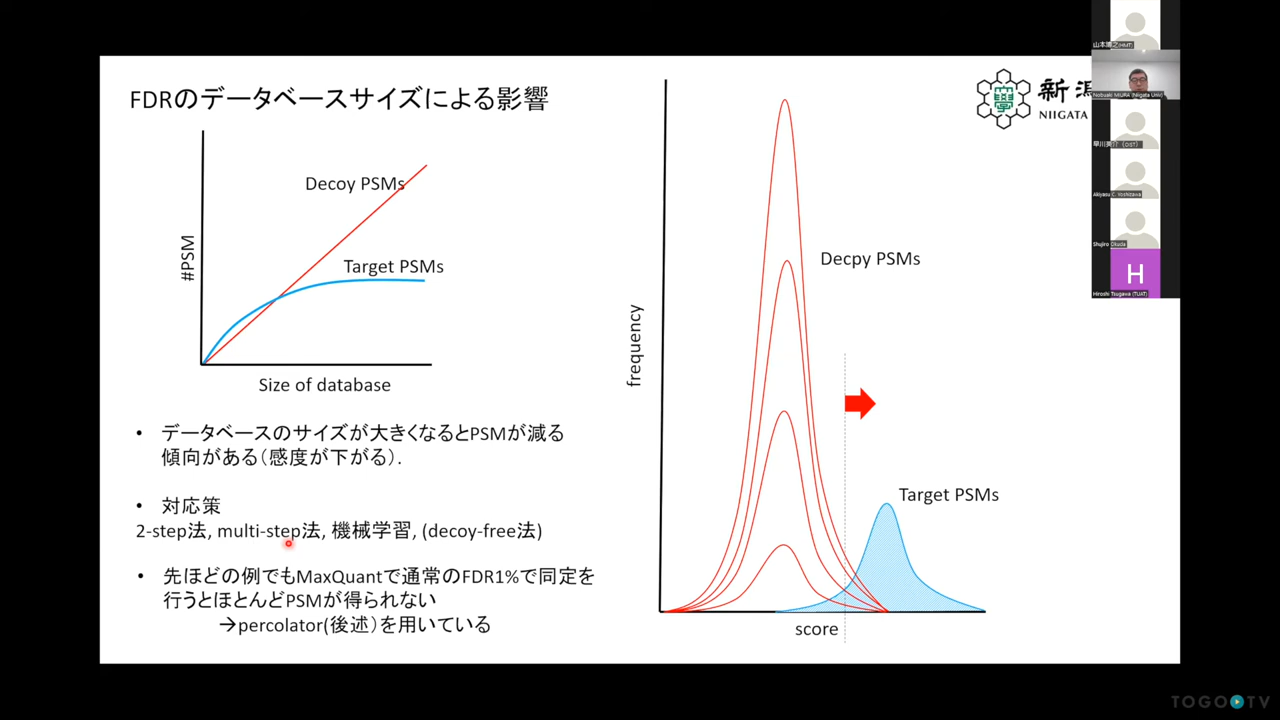 FDRのデータベースサイズによる影響
Decoy PSMs
Target PSMs
#PSM
Size of database
• データベースのサイズが大きくなるとPSMが減る
傾向がある(感度が下がる).
• 対応策
2-step法, multi-step法, 機械学習, (decoy-free法)
• 先ほどの例でもMaxQuantで通常のFDR1%で同定を
行うとほとんどPSMが得られない
→percolator(後述)を用いている
Decpy PSMs
Target PSMs
frequency
score
新潟
NIIGATA
Nobuaki MIURA (Niigata Univ)
Akiyasu C. Yoshizawa
Shujiro Okuda
H
Hiroshi Tsugawa (TUAT)
TOGO TV